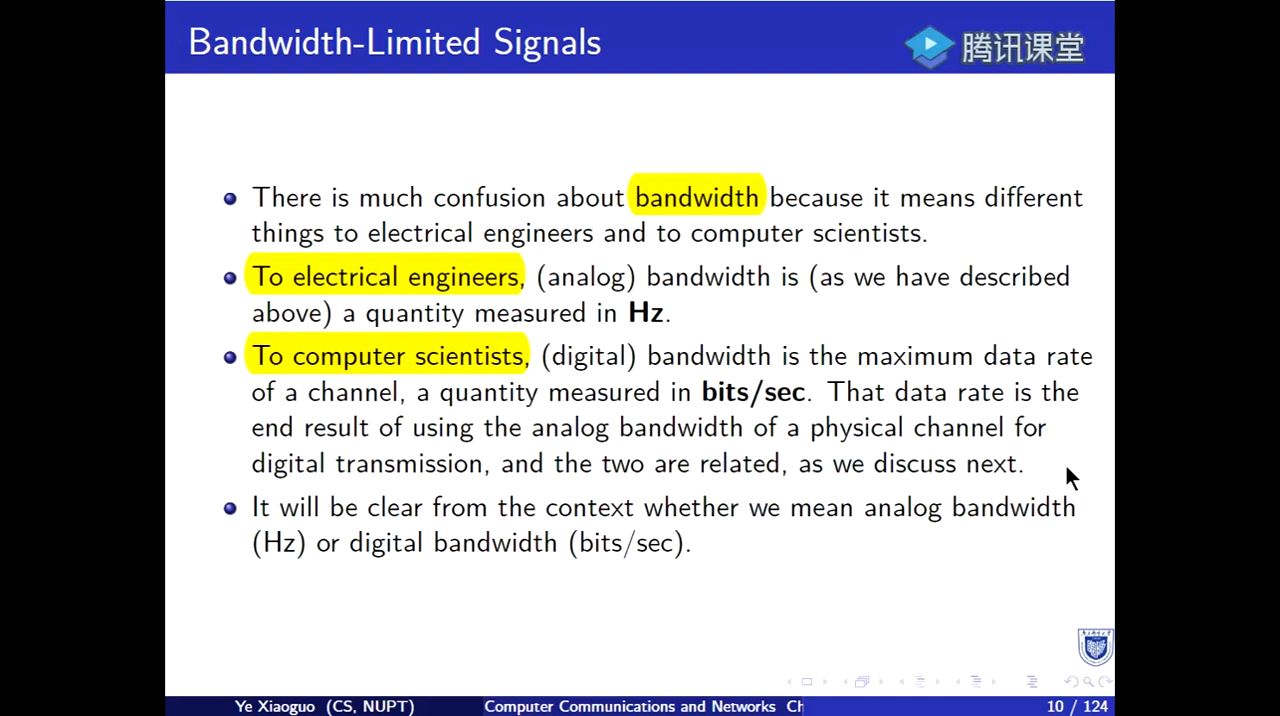 Bandwidth-Limited Signals
腾讯课堂
There is much confusion about bandwidth because it means different
things to electrical engineers and to computer scientists.
To electrical engineers, (analog) bandwidth is (as we have described
above) a quantity measured in Hz.
To computer scientists, (digital) bandwidth is the maximum data rate
of a channel, a quantity measured in bits/sec. That data rate is the
end result of using the analog bandwidth of a physical channel for
digital transmission, and the two are related, as we discuss next.
It will be clear from the context whether we mean analog bandwidth
(Hz) or digital bandwidth (bits/sec).
Ye Xiaoguo (CS, NUPT)
Computer Communications and Networks Ch
10 / 124